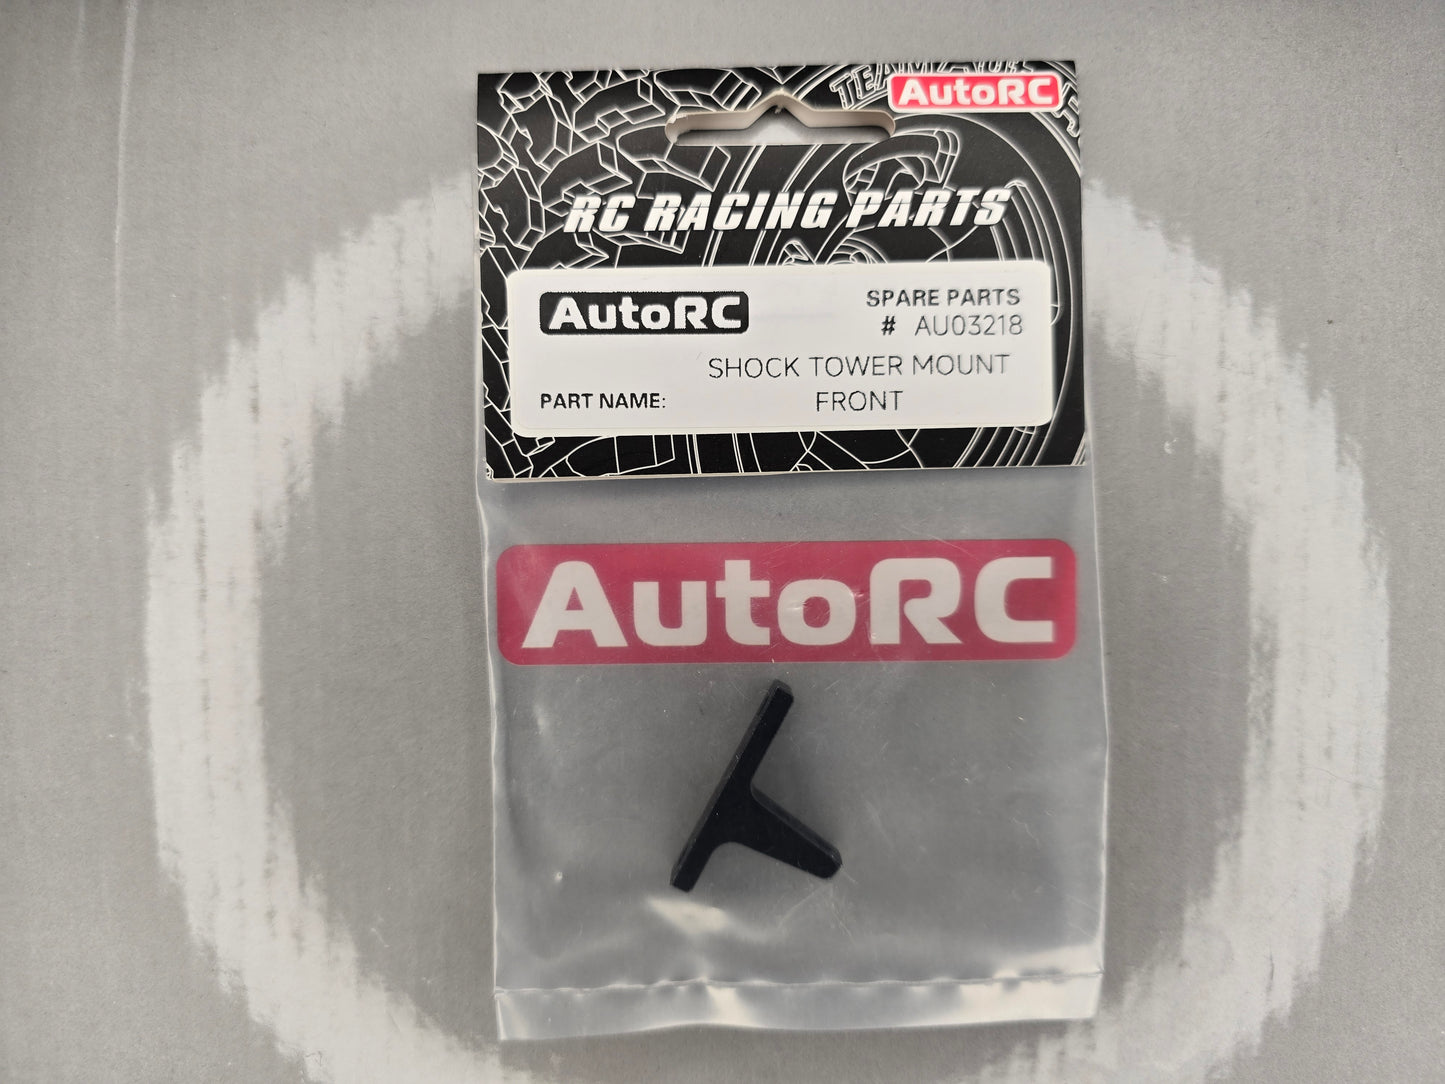 AutoRC
RC RACING PARTS
AutoRC
SPARE PARTS
# AU03218
SHOCK TOWER MOUNT
PART NAME: FRONT
AutoRC